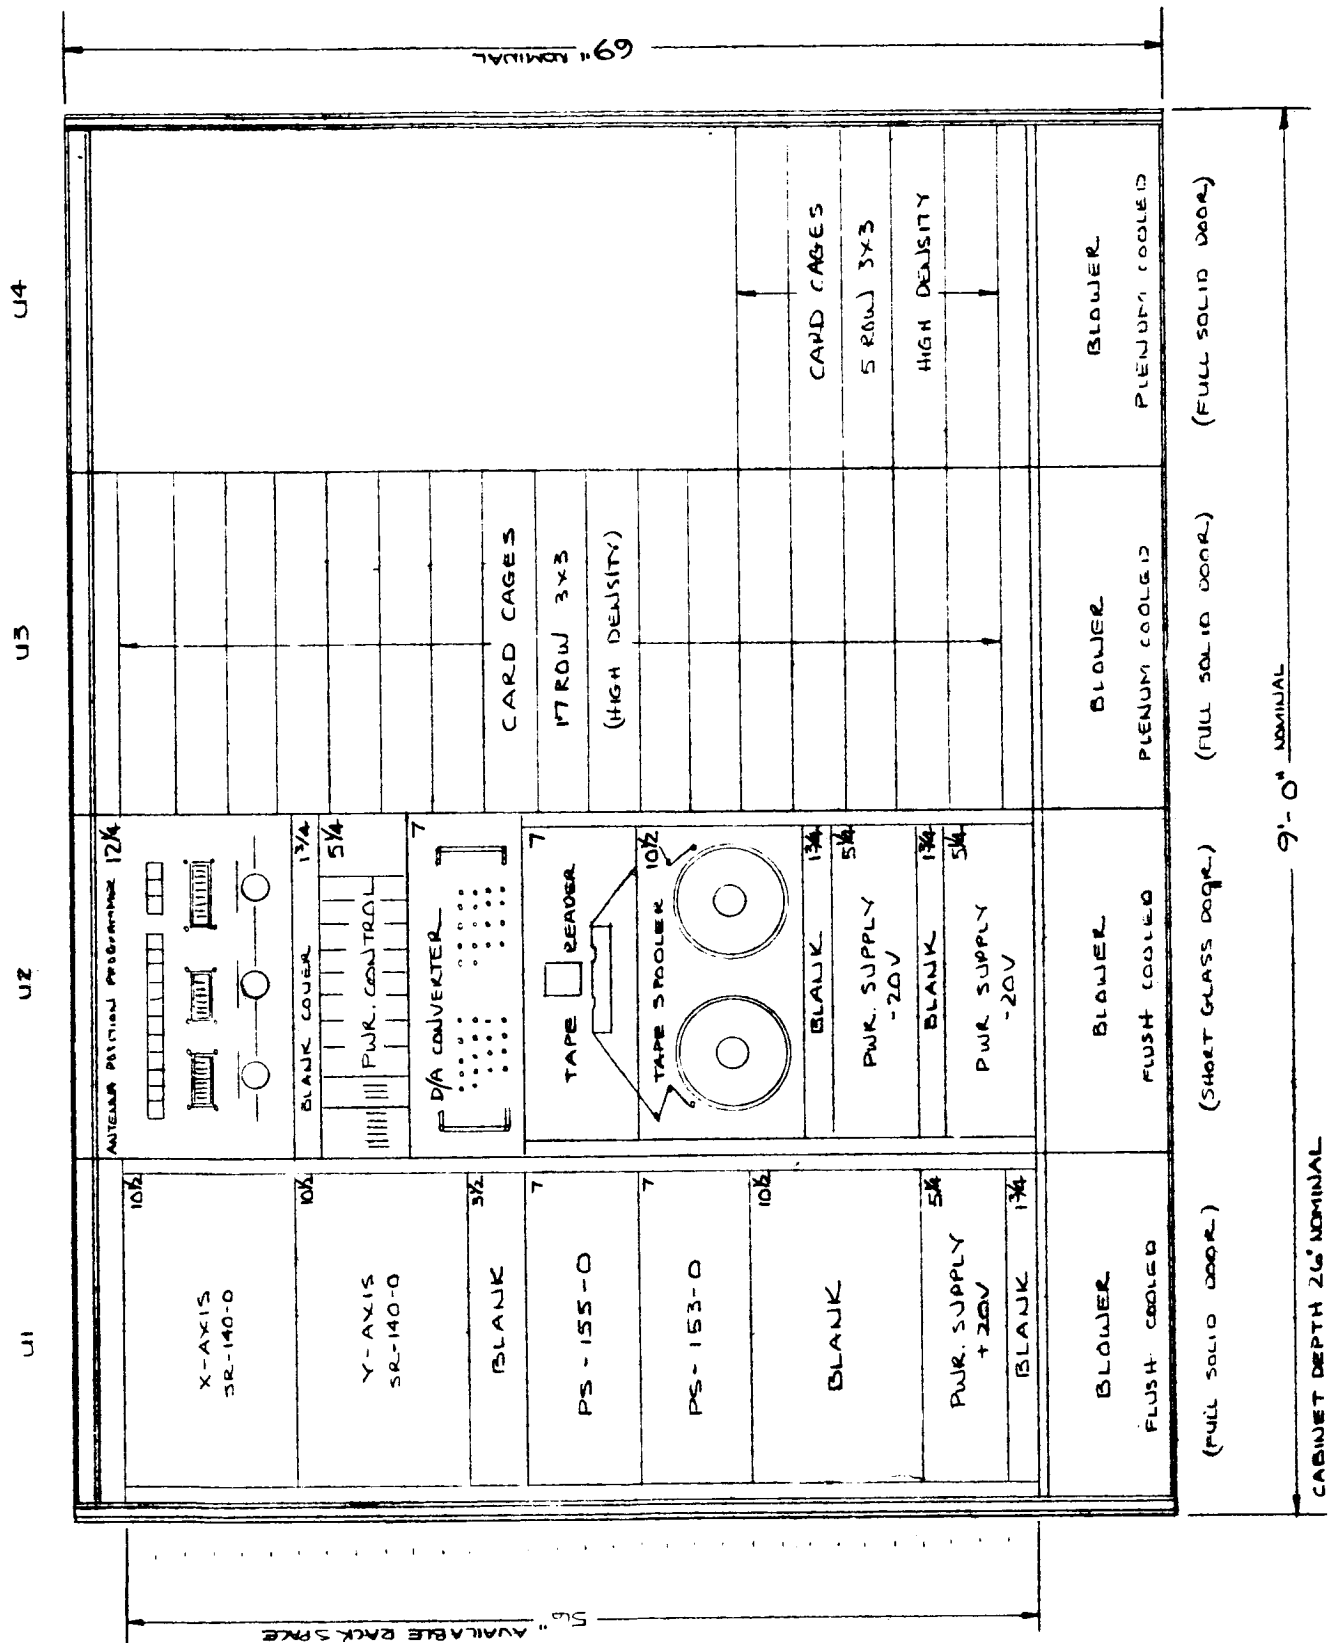 U1
U2
U3
U4
10½
X-AXIS
SR-140-0
10½
Y-AXIS
SR-140-0
3½
BLANK
7
PS-155-0
7
PS-153-0
10½
BLANK
5¼
PWR. SUPPLY
+20V
1¾
BLANK
BLOWER
FLUSH COOLED
(FULL SOLID DOOR)
ANTENNA POSITION PROGRAMMER 12¼
BLANK COVER 1¾
5¼
PWR. CONTROL
7
D/A CONVERTER
7
TAPE READER
10½
TAPE SPOOLER
1¾
BLANK
5¼
PWR. SUPPLY
-20V
1¾
BLANK
5¼
PWR SUPPLY
-20V
BLOWER
FLUSH COOLED
(SHORT GLASS DOOR)
CARD CAGES
17 ROW 3X3
(HIGH DENSITY)
BLOWER
PLENUM COOLED
(FULL SOLID DOOR)
CARD CAGES
5 ROW 3X3
HIGH DENSITY
BLOWER
PLENUM COOLED
(FULL SOLID DOOR)
56" AVAILABLE RACK SPACE
69" NOMINAL
9'-0" NOMINAL
CABINET DEPTH 26" NOMINAL